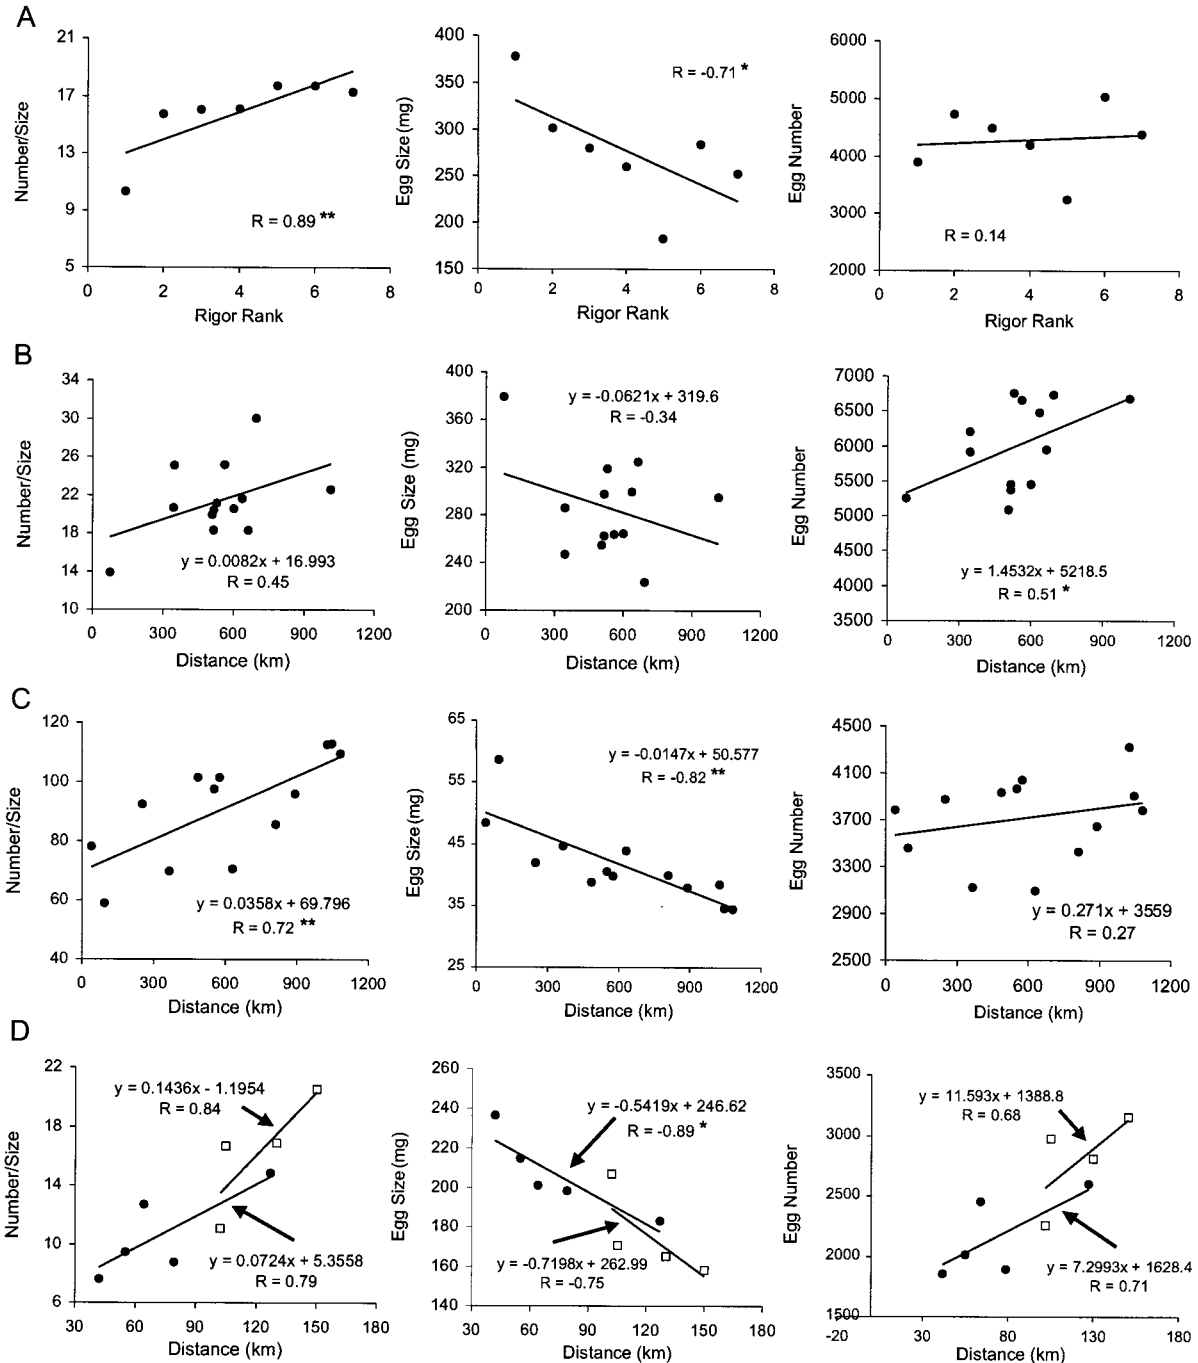 A
21
17
13
9
5
Number/Size
R = 0.89 **
0 2 4 6 8
Rigor Rank
400
350
300
250
200
150
Egg Size (mg)
R = -0.71 *
0 2 4 6 8
Rigor Rank
6000
5000
4000
3000
2000
Egg Number
R = 0.14
0 2 4 6 8
Rigor Rank
B
34
30
26
22
18
14
10
Number/Size
y = 0.0082x + 16.993
R = 0.45
0 300 600 900 1200
Distance (km)
400
360
320
280
240
200
Egg Size (mg)
y = -0.0621x + 319.6
R = -0.34
0 300 600 900 1200
Distance (km)
7000
6500
6000
5500
5000
4500
4000
3500
Egg Number
y = 1.4532x + 5218.5
R = 0.51 *
0 300 600 900 1200
Distance (km)
C
120
100
80
60
40
Number/Size
y = 0.0358x + 69.796
R = 0.72 **
0 300 600 900 1200
Distance (km)
65
55
45
35
25
Egg Size (mg)
y = -0.0147x + 50.577
R = -0.82 **
0 300 600 900 1200
Distance (km)
4500
4100
3700
3300
2900
2500
Egg Number
y = 0.271x + 3559
R = 0.27
0 300 600 900 1200
Distance (km)
D
22
18
14
10
6
Number/Size
y = 0.1436x - 1.1954
R = 0.84
y = 0.0724x + 5.3558
R = 0.79
30 60 90 120 150 180
Distance (km)
260
240
220
200
180
160
140
Egg Size (mg)
y = -0.5419x + 246.62
R = -0.89 *
y = -0.7198x + 262.99
R = -0.75
30 60 90 120 150 180
Distance (km)
3500
3000
2500
2000
1500
Egg Number
y = 11.593x + 1388.8
R = 0.68
y = 7.2993x + 1628.4
R = 0.71
-20 30 80 130 180
Distance (km)